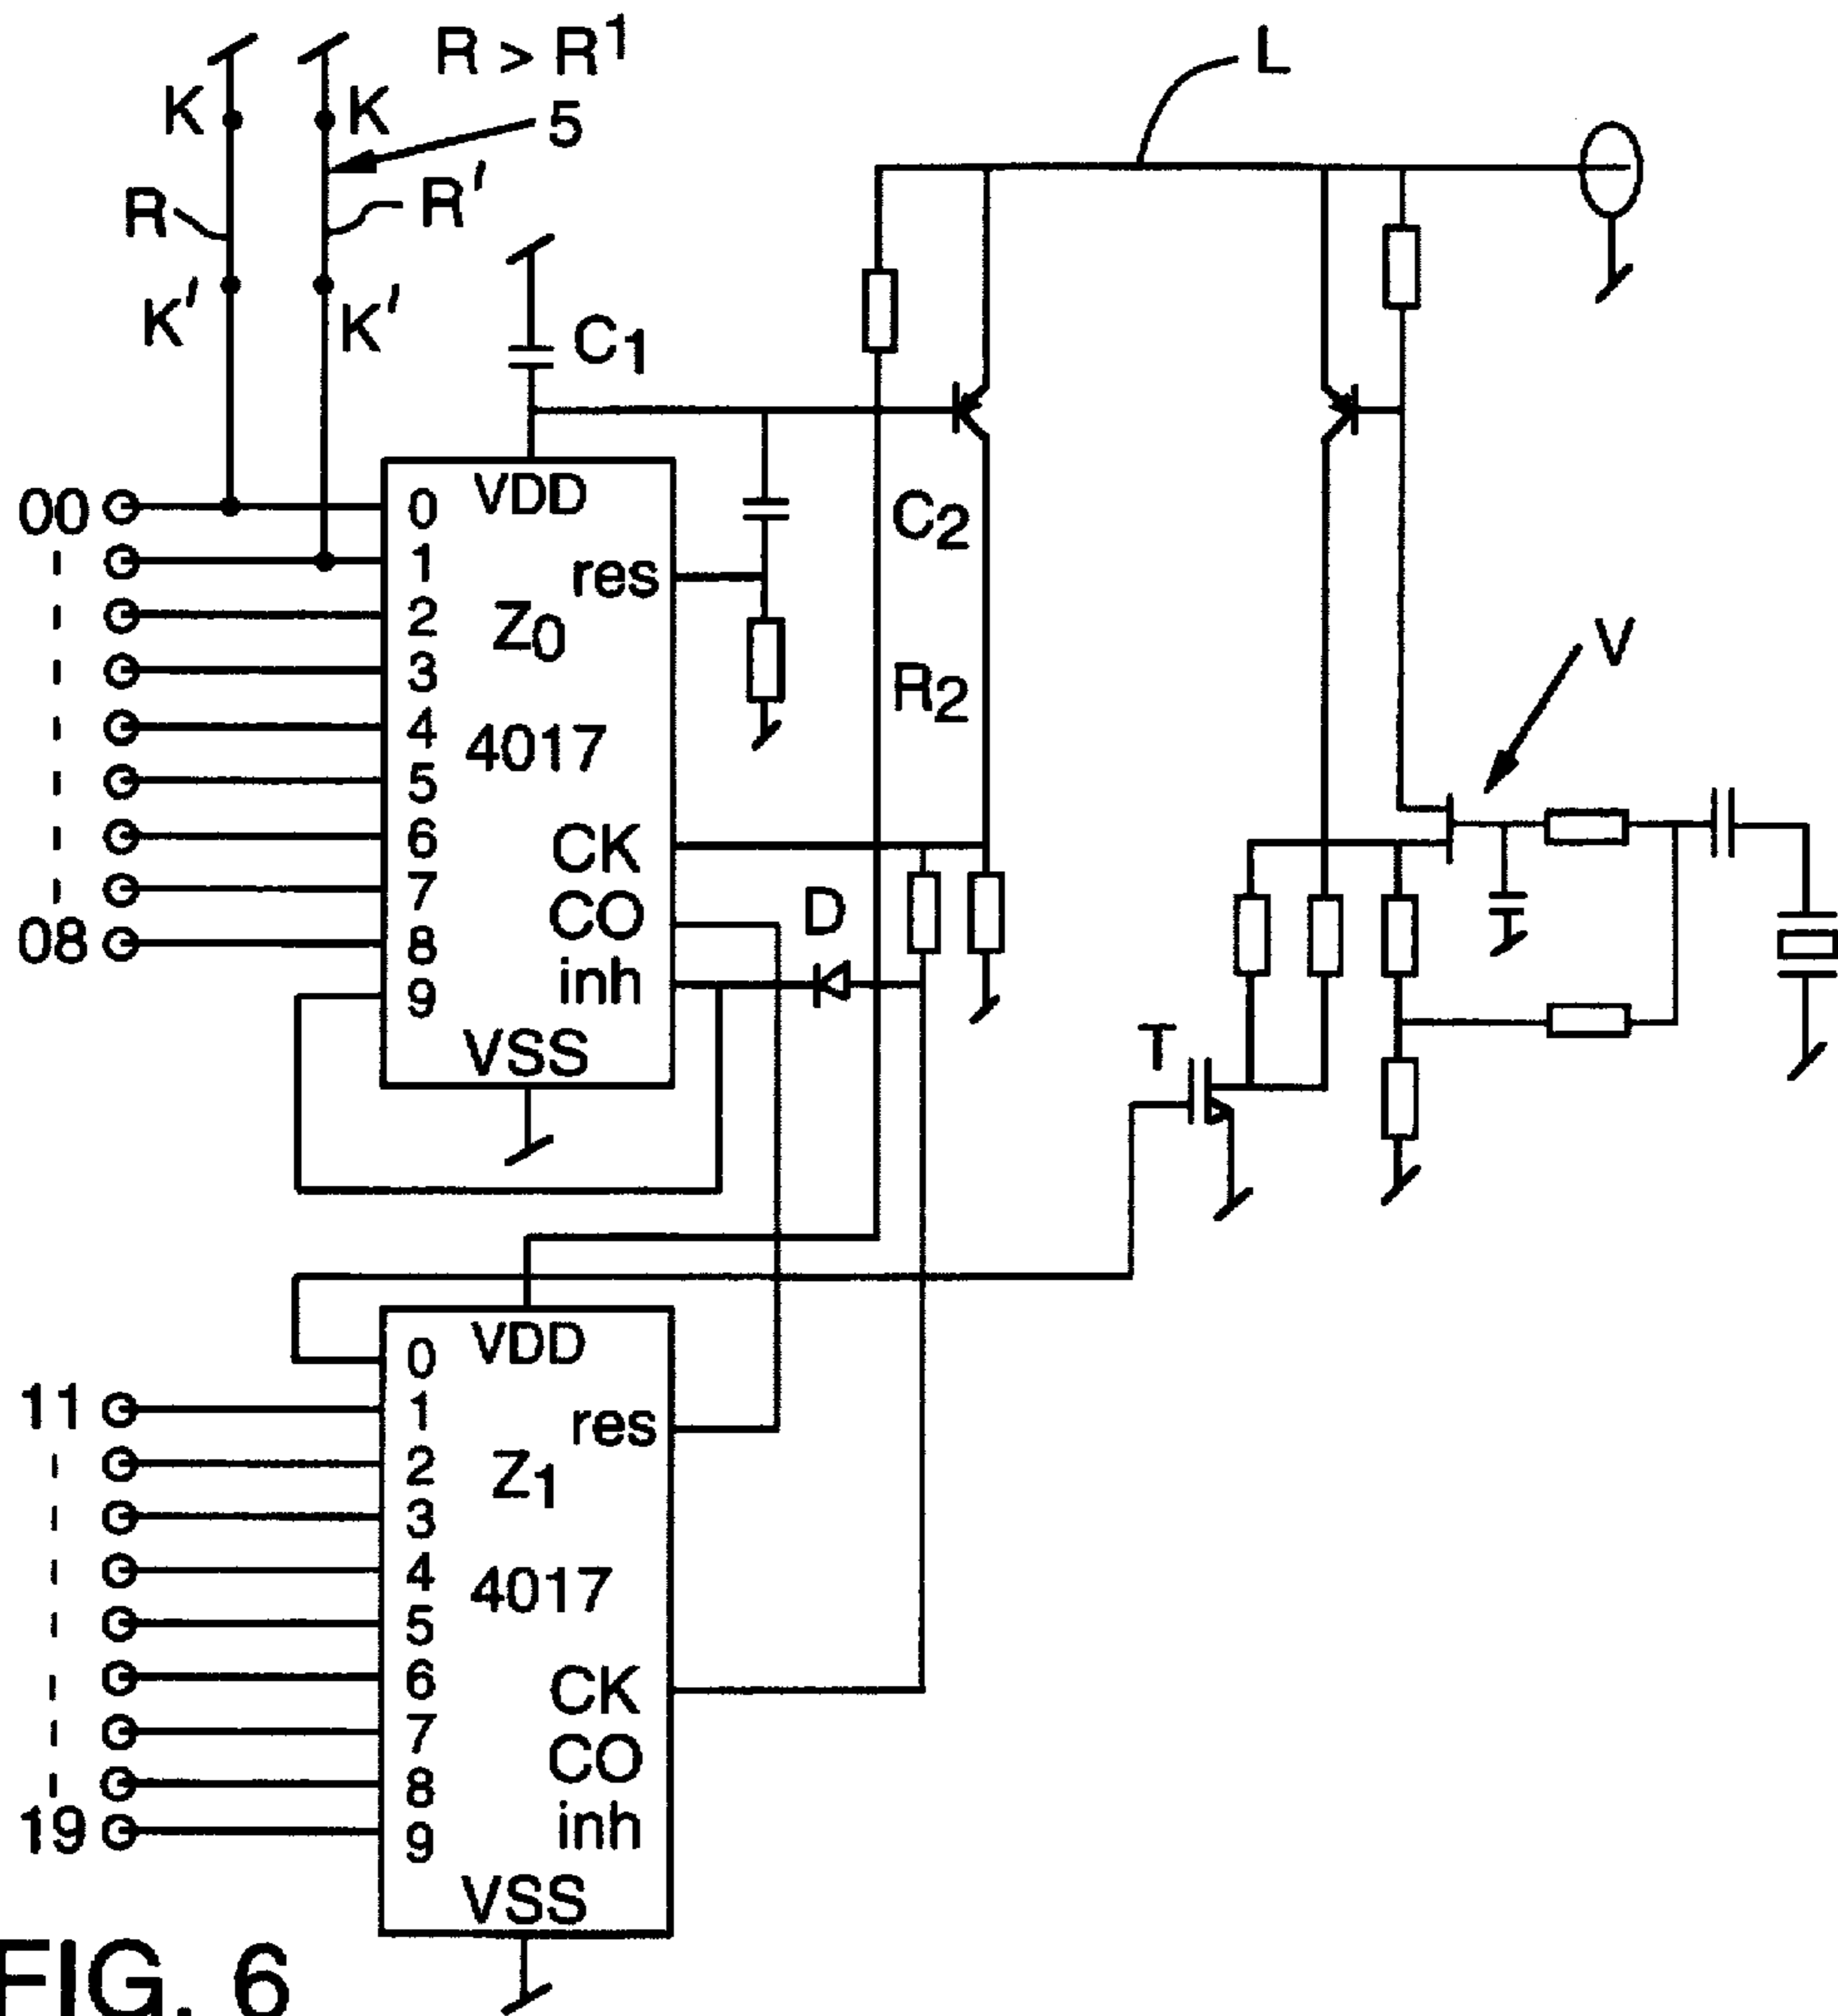 R > R1
L
K
K
5
R
R'
K'
K'
C1
VDD
00
0
1
res
2
Z0
3
4
4017
5
6
CK
7
CO
08
8
inh
9
VSS
C2
R2
D
V
T
VDD
0
11
1
res
2
Z1
3
4
4017
5
6
CK
7
CO
8
inh
19
9
VSS
FIG. 6